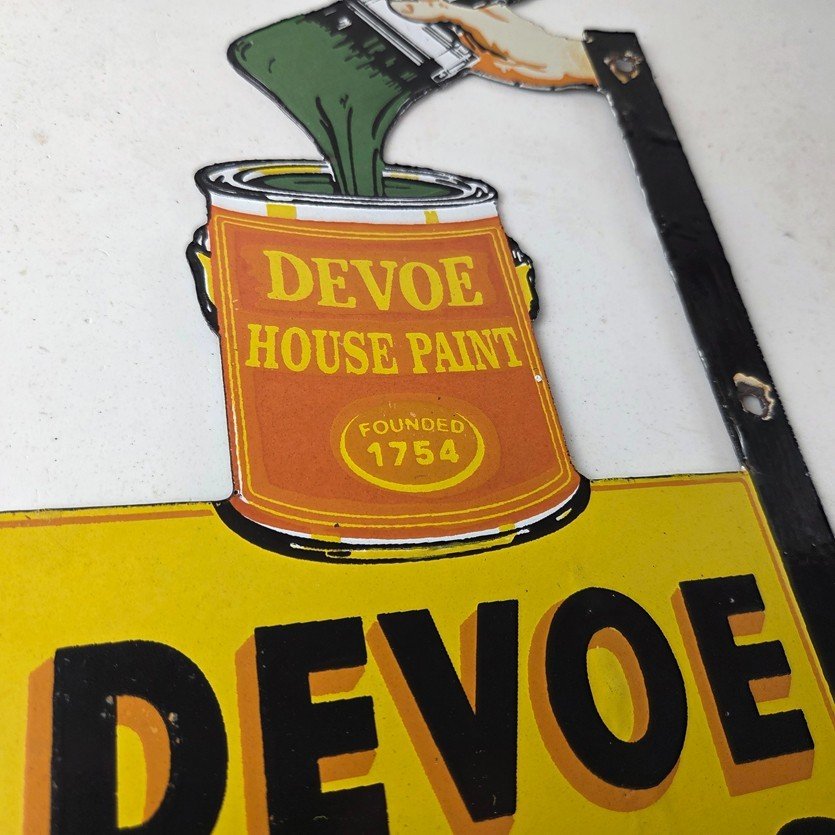 DEVOE
HOUSE PAINT
FOUNDED
1754
DEVOE